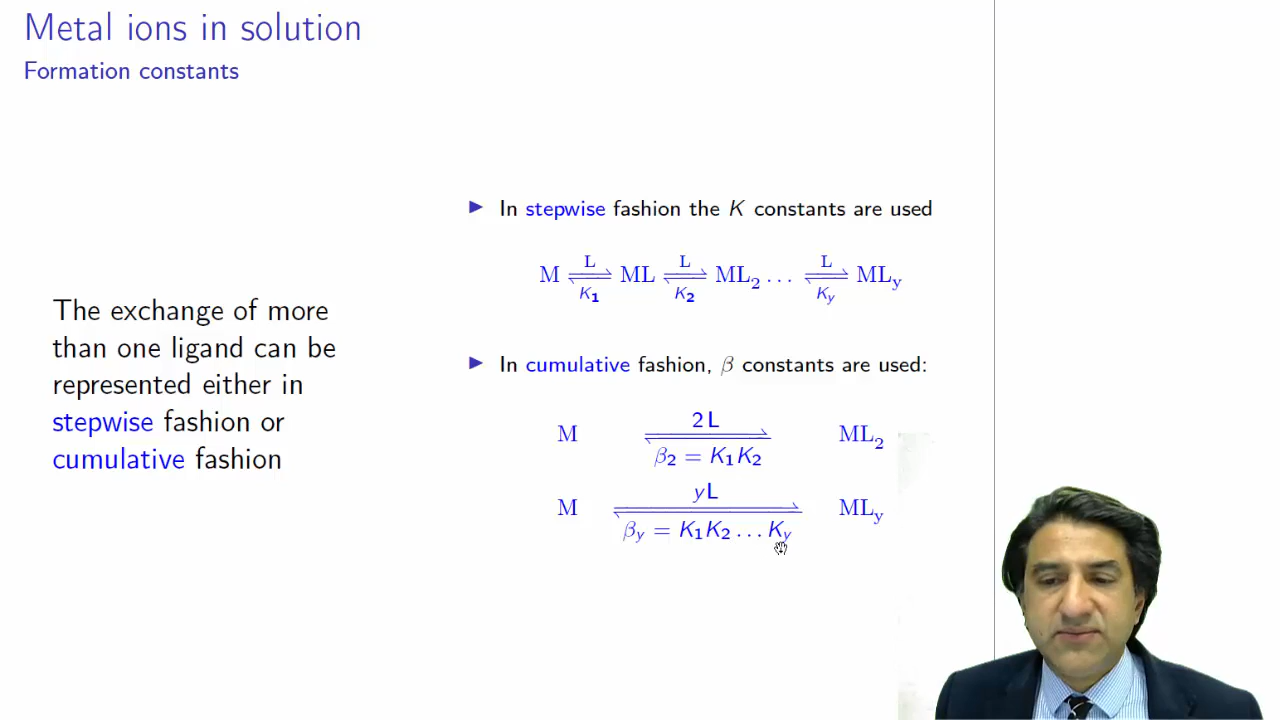 Metal ions in solution
Formation constants
The exchange of more
than one ligand can be
represented either in
stepwise fashion or
cumulative fashion
▶ In stepwise fashion the K constants are used
M ⇌ ML ⇌ ML₂ … ⇌ MLy
L L L
K₁ K₂ Ky
▶ In cumulative fashion, β constants are used:
2 L
M ⇌ ML₂
β₂ = K₁K₂
y L
M ⇌ MLy
βy = K₁K₂ … Ky